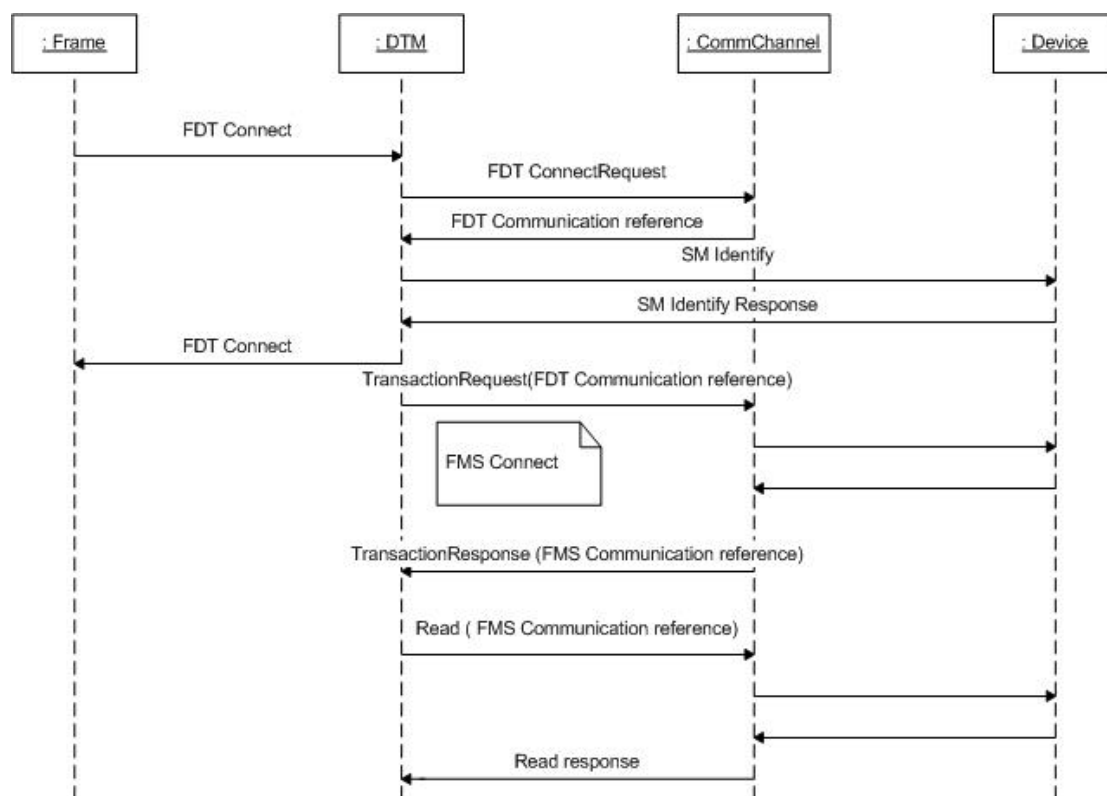 : Frame
: DTM
: CommChannel
: Device
FDT Connect
FDT ConnectRequest
FDT Communication reference
SM Identify
SM Identify Response
FDT Connect
TransactionRequest(FDT Communication reference)
FMS Connect
TransactionResponse (FMS Communication reference)
Read ( FMS Communication reference)
Read response